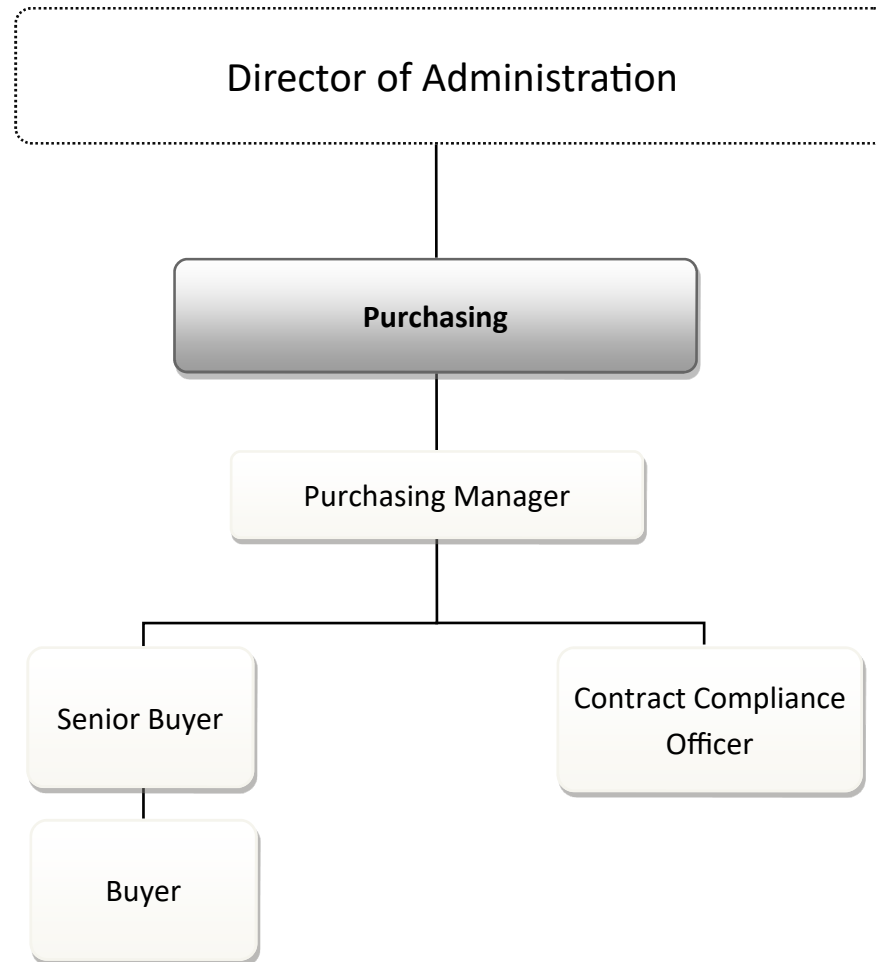 Director of Administration
Purchasing
Purchasing Manager
Senior Buyer
Contract Compliance
Officer
Buyer